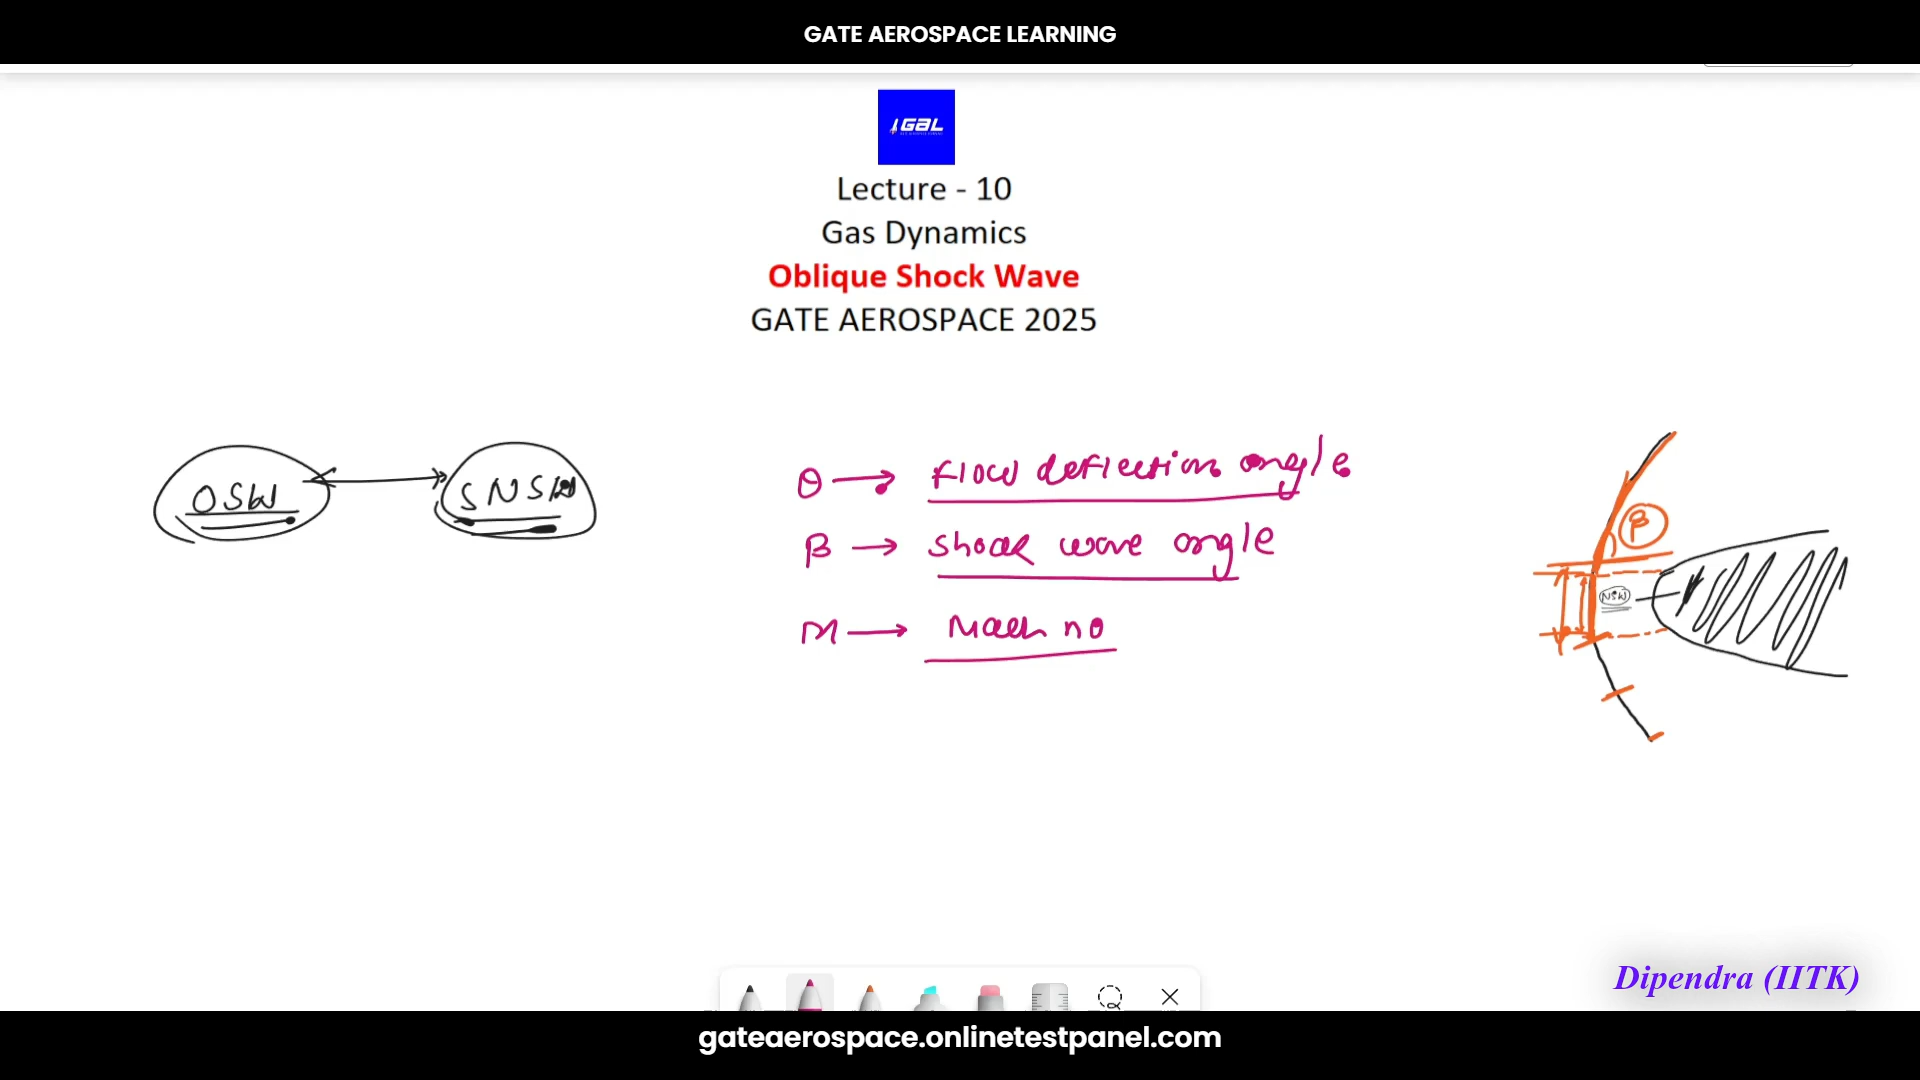 GATE AEROSPACE LEARNING
GAL
Lecture - 10
Gas Dynamics
Oblique Shock Wave
GATE AEROSPACE 2025
OSW
SNSW
θ → flow deflection angle
β → shock wave angle
M → Mach no
β
NSW
Dipendra (IITK)
gateaerospace.onlinetestpanel.com